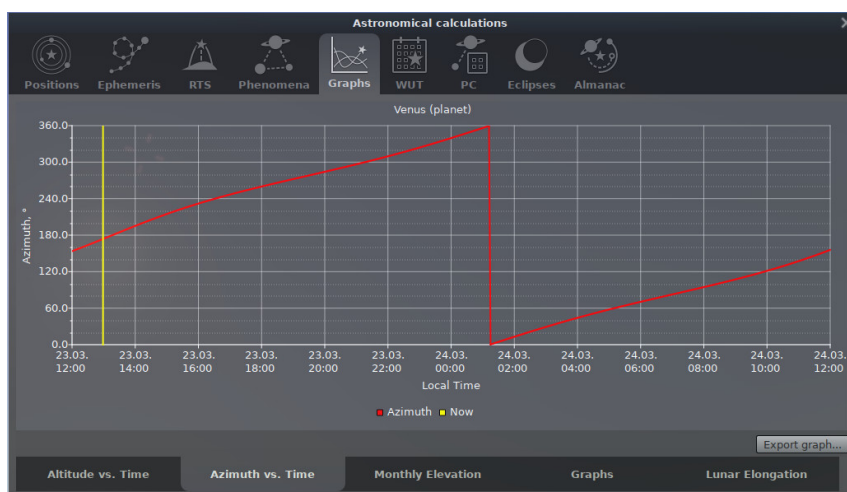 Astronomical calculations
Positions Ephemeris RTS Phenomena Graphs WUT PC Eclipses Almanac
Venus (planet)
360.0
300.0
240.0
180.0
120.0
60.0
0.0
Azimuth, °
23.03. 23.03. 23.03. 23.03. 23.03. 23.03. 24.03. 24.03. 24.03. 24.03. 24.03. 24.03. 24.03.
12:00 14:00 16:00 18:00 20:00 22:00 00:00 02:00 04:00 06:00 08:00 10:00 12:00
Local Time
Azimuth Now
Export graph...
Altitude vs. Time Azimuth vs. Time Monthly Elevation Graphs Lunar Elongation